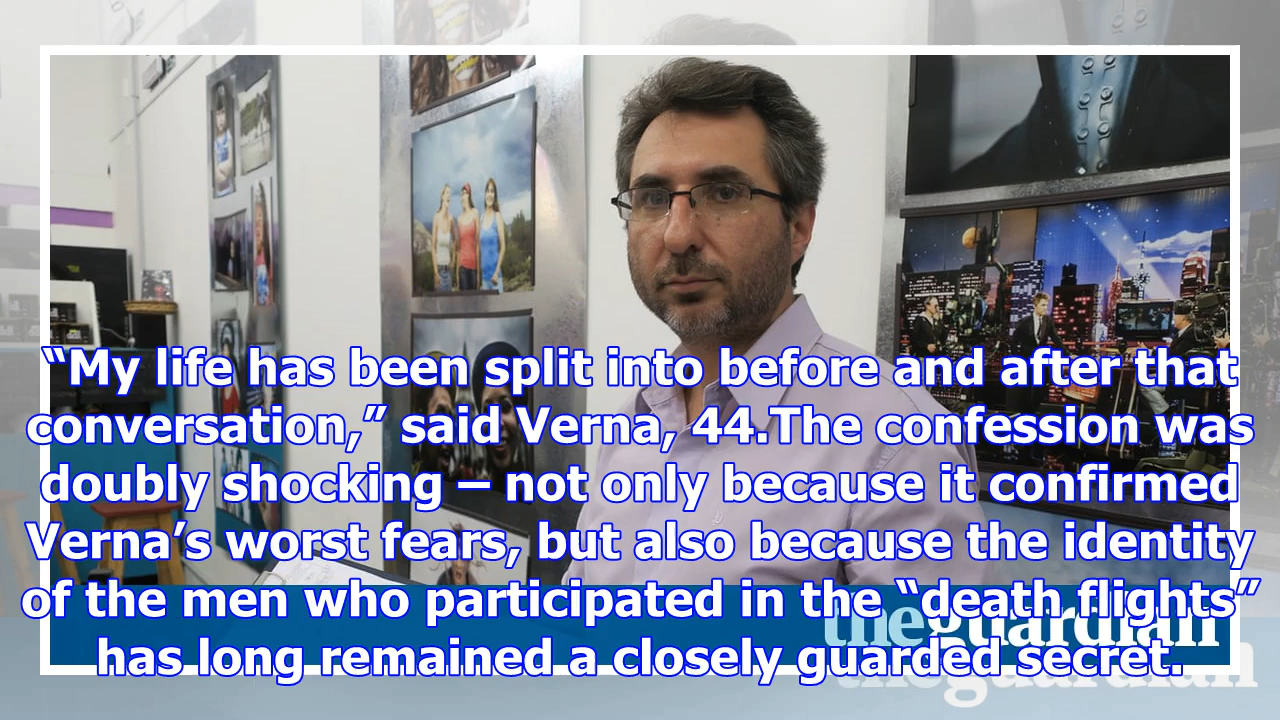 “My life has been split into before and after that
conversation,” said Verna, 44.The confession was
doubly shocking – not only because it confirmed
Verna’s worst fears, but also because the identity
of the men who participated in the “death flights”
has long remained a closely guarded secret.
theguardian
theguardian